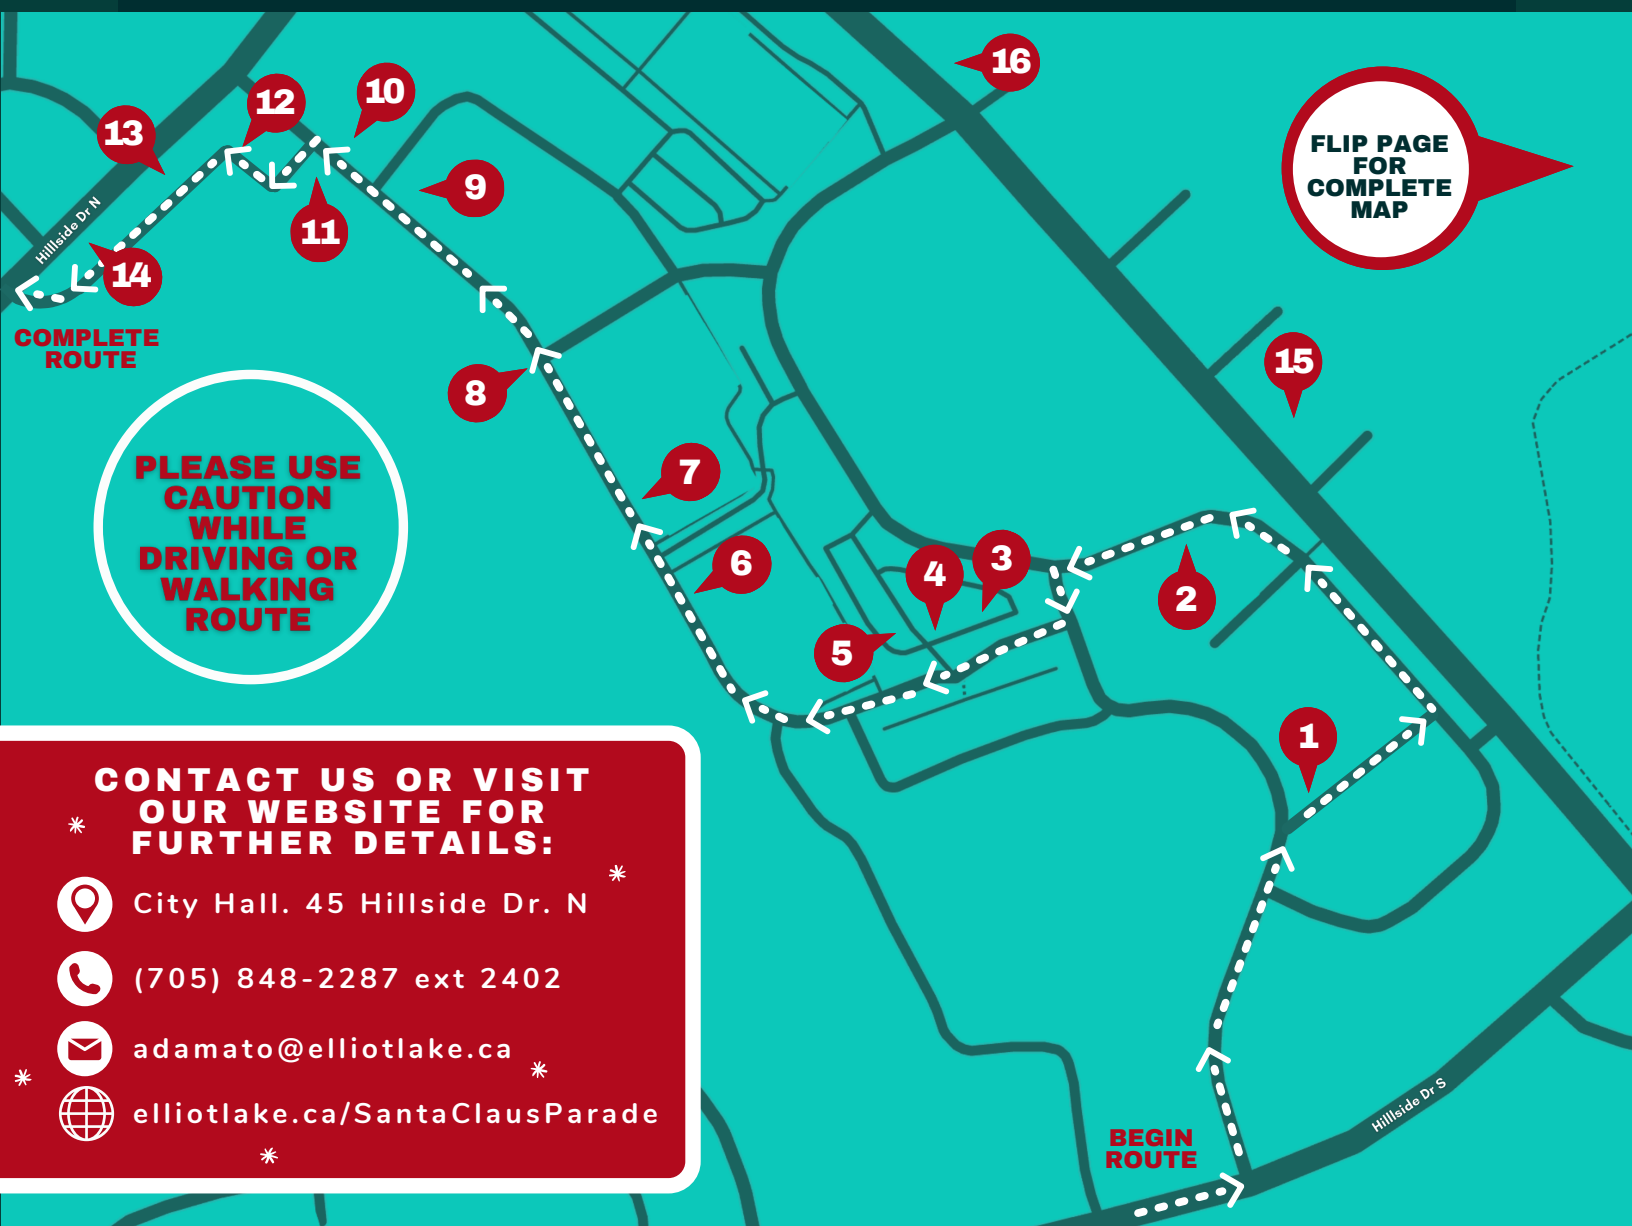 16
10
12
13
FLIP PAGE
FOR
COMPLETE
MAP
9
11
Hilllside Dr N
14
COMPLETE
ROUTE
15
8
PLEASE USE
CAUTION
WHILE
DRIVING OR
WALKING
ROUTE
7
6
3
4
2
5
1
CONTACT US OR VISIT
OUR WEBSITE FOR
FURTHER DETAILS:
City Hall. 45 Hillside Dr. N
(705) 848-2287 ext 2402
adamato@elliotlake.ca
elliotlake.ca/SantaClausParade
Hilllside Dr S
BEGIN
ROUTE